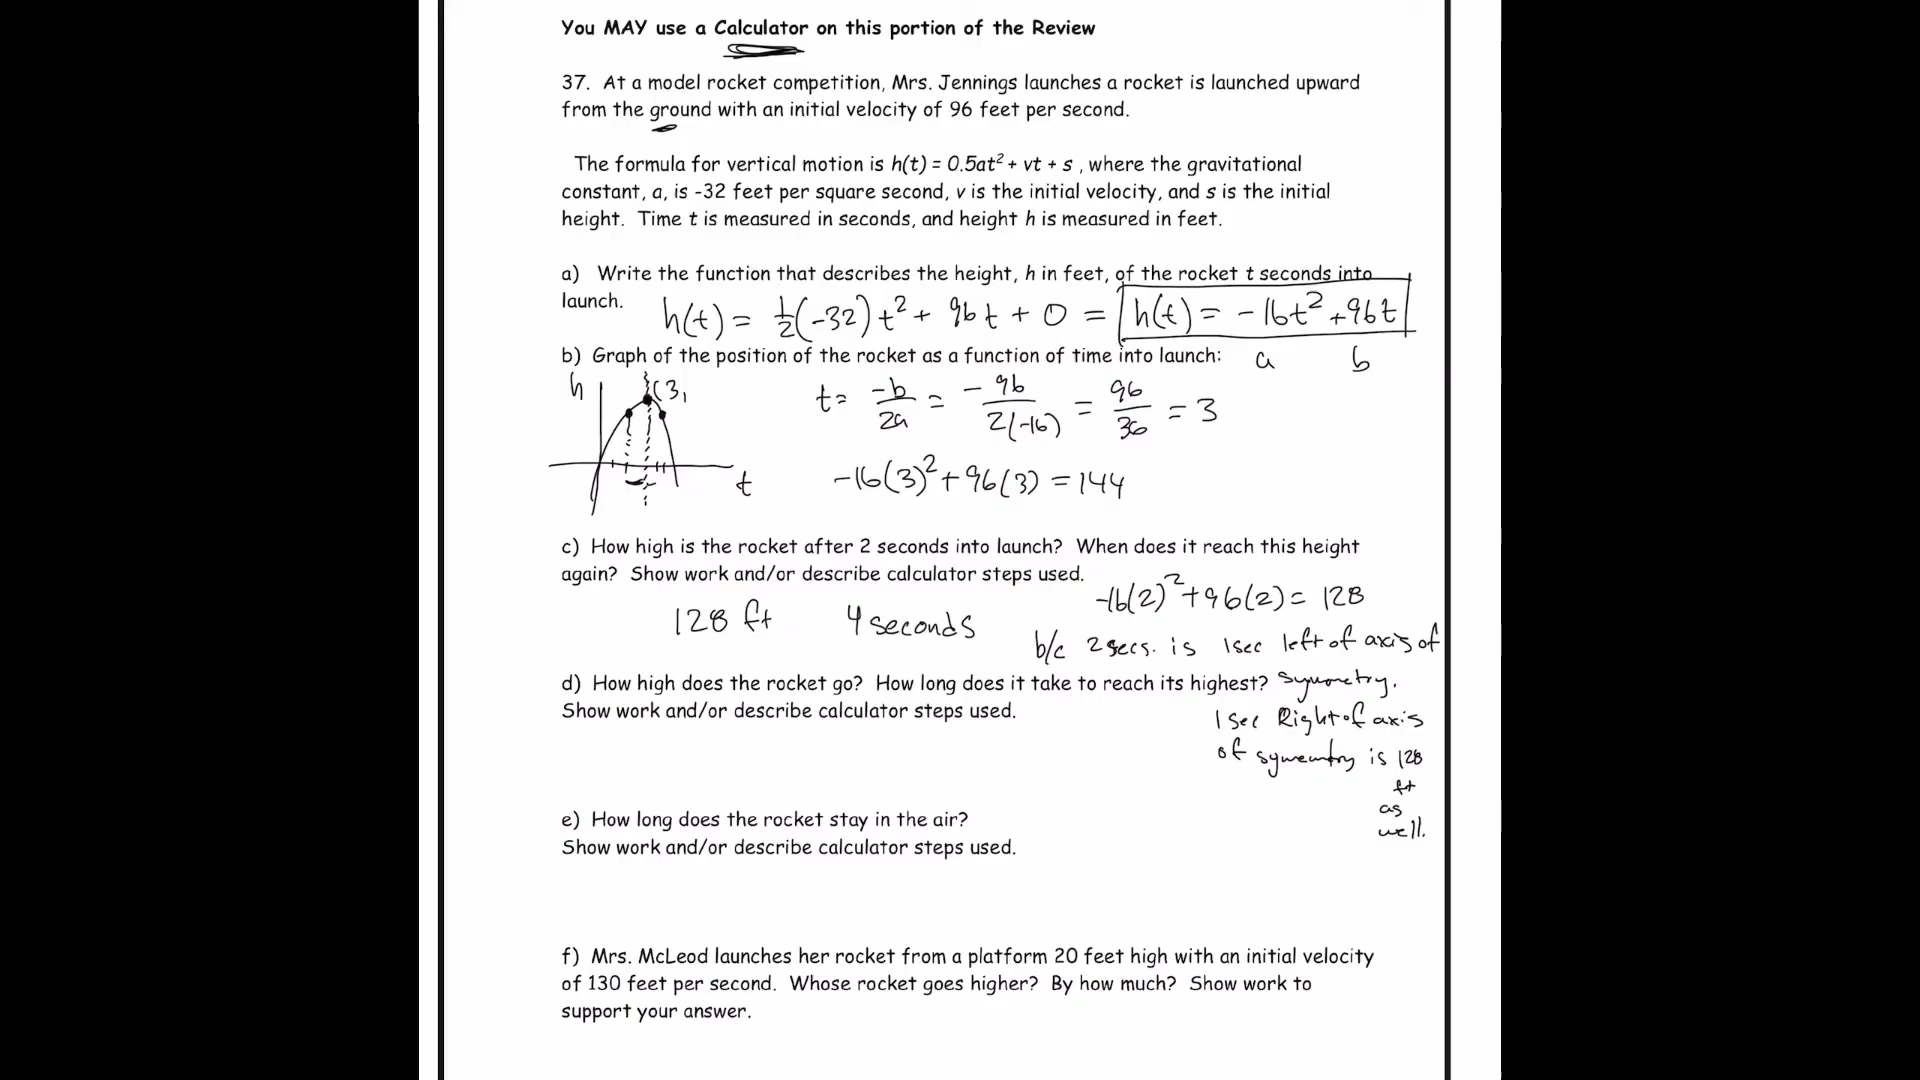 You MAY use a Calculator on this portion of the Review
37. At a model rocket competition, Mrs. Jennings launches a rocket is launched upward
from the ground with an initial velocity of 96 feet per second.
The formula for vertical motion is h(t) = 0.5at² + vt + s , where the gravitational
constant, a, is -32 feet per square second, v is the initial velocity, and s is the initial
height. Time t is measured in seconds, and height h is measured in feet.
a) Write the function that describes the height, h in feet, of the rocket t seconds into
launch.
h(t) = 1/2(-32)t² + 96t + 0 = h(t) = -16t² + 96t
b) Graph of the position of the rocket as a function of time into launch:
a b
h (3,
t = -b/2a = -96/2(-16) = 96/36 = 3
t
-16(3)² + 96(3) = 144
c) How high is the rocket after 2 seconds into launch? When does it reach this height
again? Show work and/or describe calculator steps used.
-16(2)² + 96(2) = 128
128 ft 4 seconds
b/c 2 secs. is 1sec left of axis of
symmetry.
d) How high does the rocket go? How long does it take to reach its highest?
Show work and/or describe calculator steps used.
1 sec Right of axis
of symemtry is 128
ft
as
well.
e) How long does the rocket stay in the air?
Show work and/or describe calculator steps used.
f) Mrs. McLeod launches her rocket from a platform 20 feet high with an initial velocity
of 130 feet per second. Whose rocket goes higher? By how much? Show work to
support your answer.